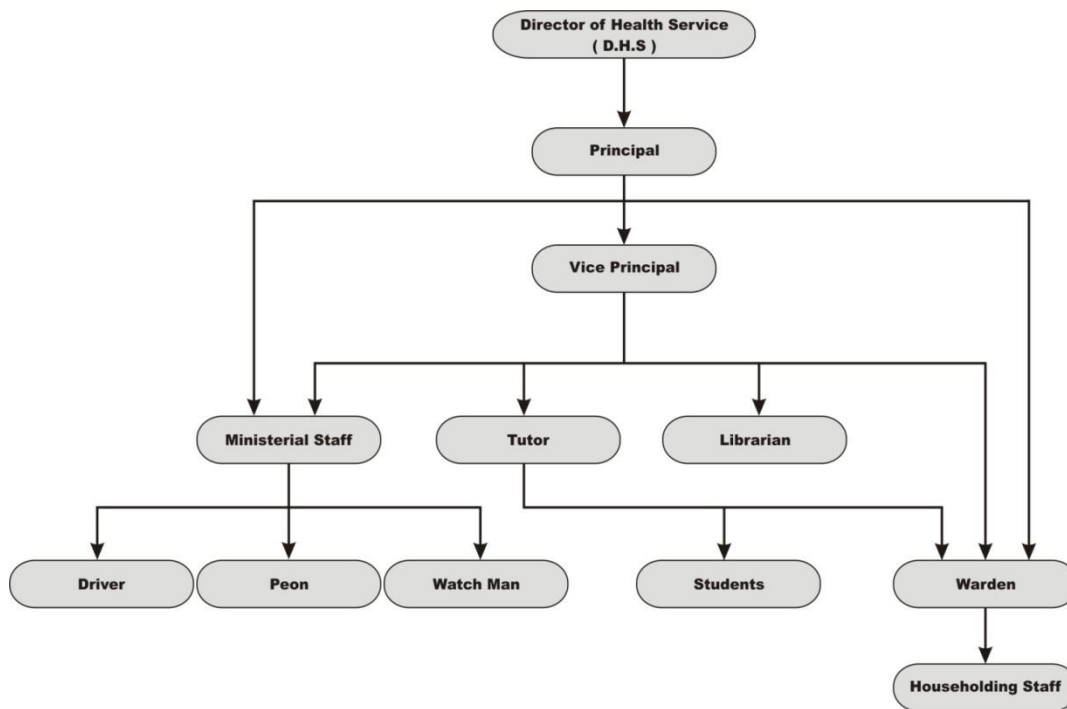 Director of Health Service
( D.H.S )
Principal
Vice Principal
Ministerial Staff
Tutor
Librarian
Driver
Peon
Watch Man
Students
Warden
Householding Staff